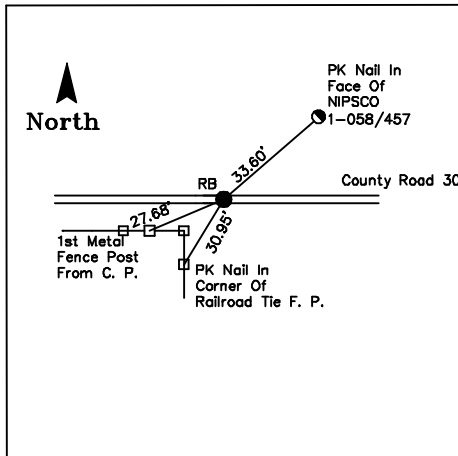 PK Nail In
Face Of
NIPSCO
1-058/457
North
33.60'
RB
County Road 30
27.68'
30.95'
1st Metal
Fence Post
From C. P.
PK Nail In
Corner Of
Railroad Tie F. P.